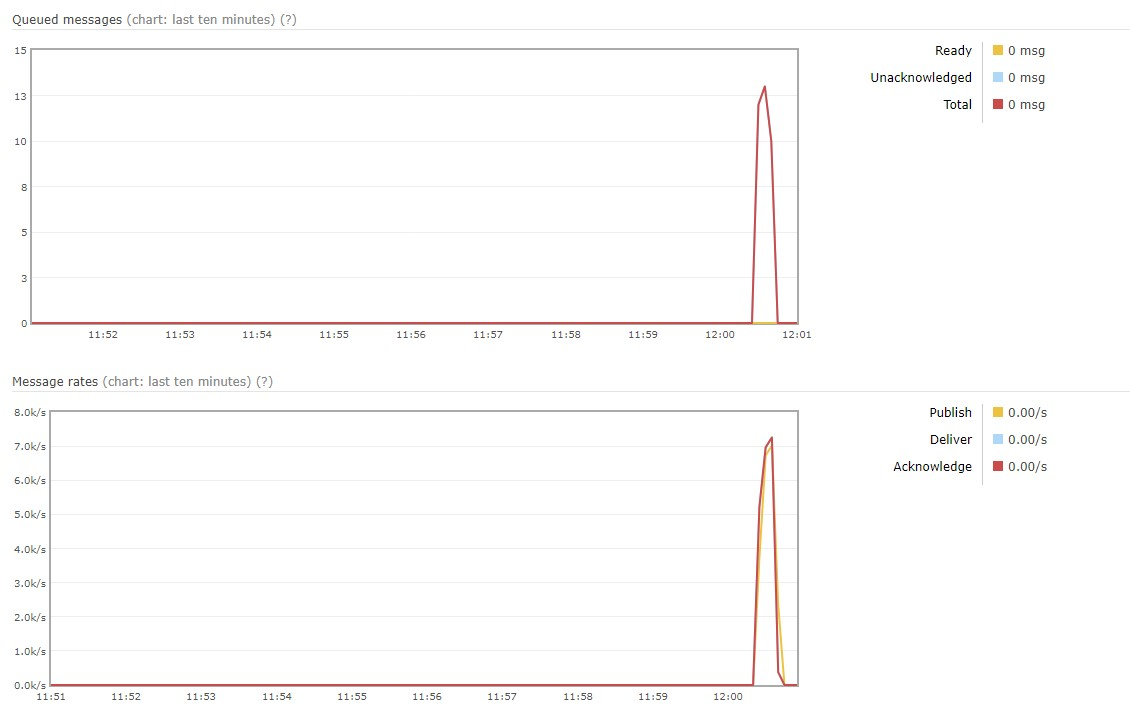 Queued messages (chart: last ten minutes) (?)
15
13
10
8
5
3
0
11:52 11:53 11:54 11:55 11:56 11:57 11:58 11:59 12:00 12:01
Ready 0 msg
Unacknowledged 0 msg
Total 0 msg
Message rates (chart: last ten minutes) (?)
8.0k/s
7.0k/s
6.0k/s
5.0k/s
4.0k/s
3.0k/s
2.0k/s
1.0k/s
0.0k/s
11:51 11:52 11:53 11:54 11:55 11:56 11:57 11:58 11:59 12:00
Publish 0.00/s
Deliver 0.00/s
Acknowledge 0.00/s